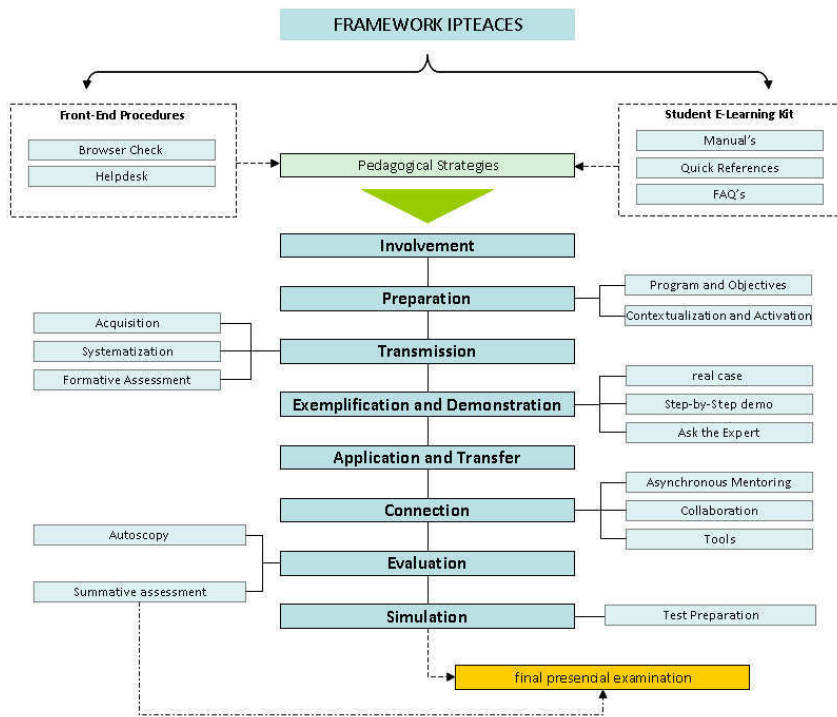 FRAMEWORK IPTEACES
Front-End Procedures
Browser Check
Helpdesk
Student E-Learning Kit
Manual's
Quick References
FAQ's
Pedagogical Strategies
Involvement
Preparation
Program and Objectives
Contextualization and Activation
Acquisition
Systematization
Formative Assessment
Transmission
Exemplification and Demonstration
real case
Step-by-Step demo
Ask the Expert
Application and Transfer
Connection
Asynchronous Mentoring
Collaboration
Tools
Autoscopy
Summative assessment
Evaluation
Simulation
Test Preparation
final presencial examination